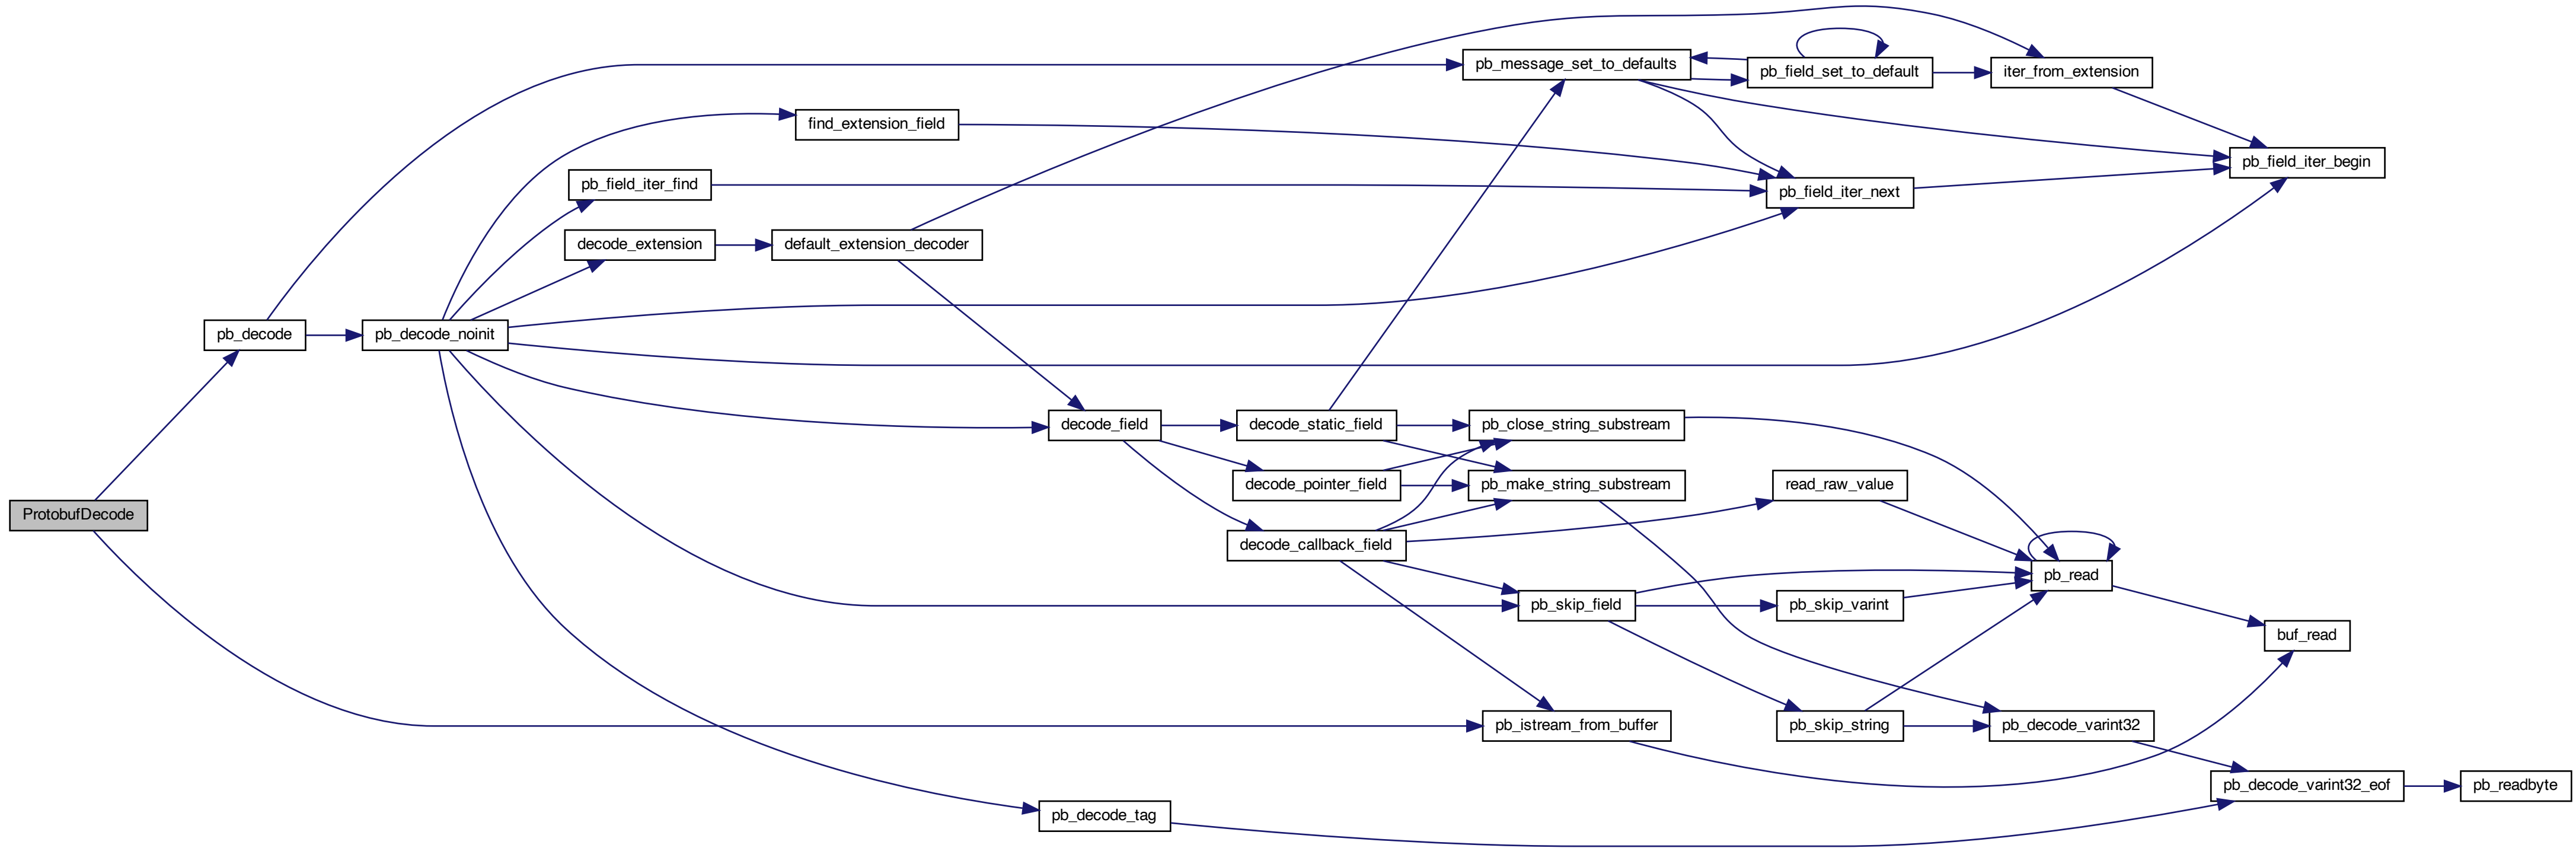 ProtobufDecode
pb_decode
pb_decode_noinit
find_extension_field
pb_field_iter_find
decode_extension
default_extension_decoder
decode_field
pb_decode_tag
decode_static_field
decode_pointer_field
decode_callback_field
pb_message_set_to_defaults
pb_close_string_substream
pb_make_string_substream
pb_skip_field
pb_istream_from_buffer
pb_field_set_to_default
pb_field_iter_next
read_raw_value
pb_skip_varint
pb_skip_string
iter_from_extension
pb_read
pb_decode_varint32
pb_field_iter_begin
buf_read
pb_decode_varint32_eof
pb_readbyte